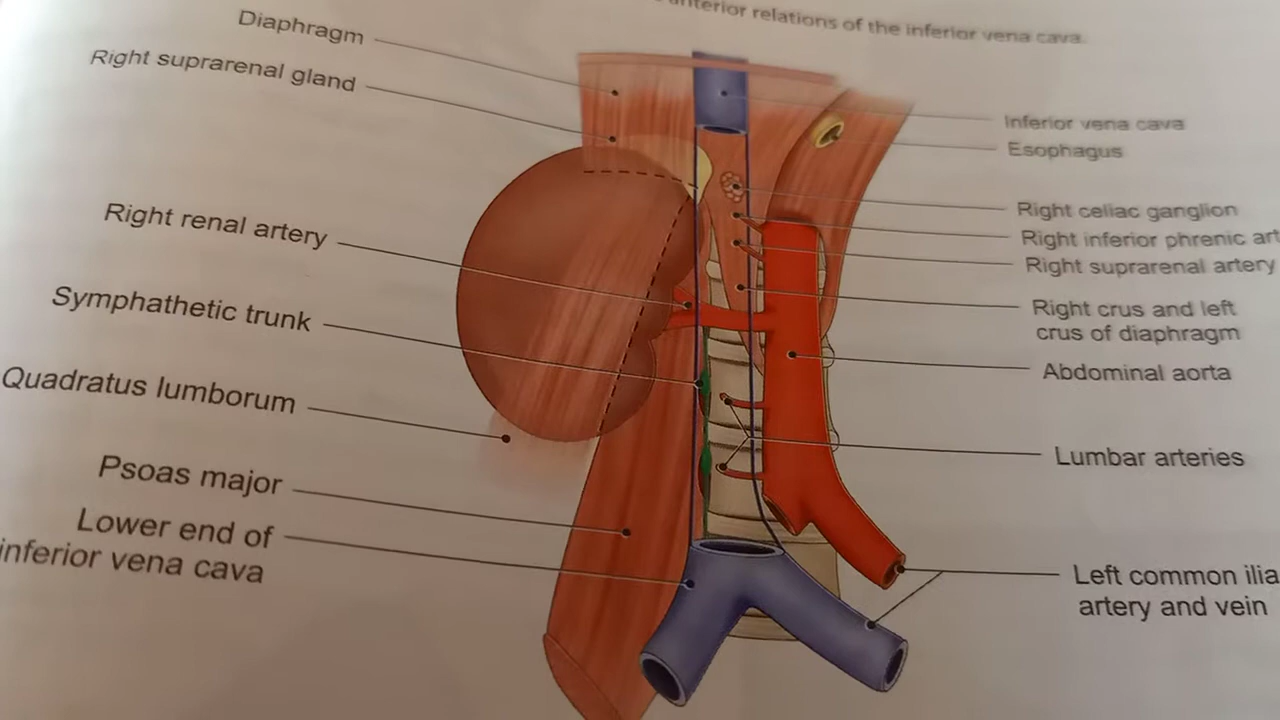 anterior relations of the inferior vena cava.
Diaphragm
Right suprarenal gland
Right renal artery
Symphathetic trunk
Quadratus lumborum
Psoas major
Lower end of
inferior vena cava
Inferior vena cava
Esophagus
Right celiac ganglion
Right inferior phrenic art
Right suprarenal artery
Right crus and left
crus of diaphragm
Abdominal aorta
Lumbar arteries
Left common ilia
artery and vein